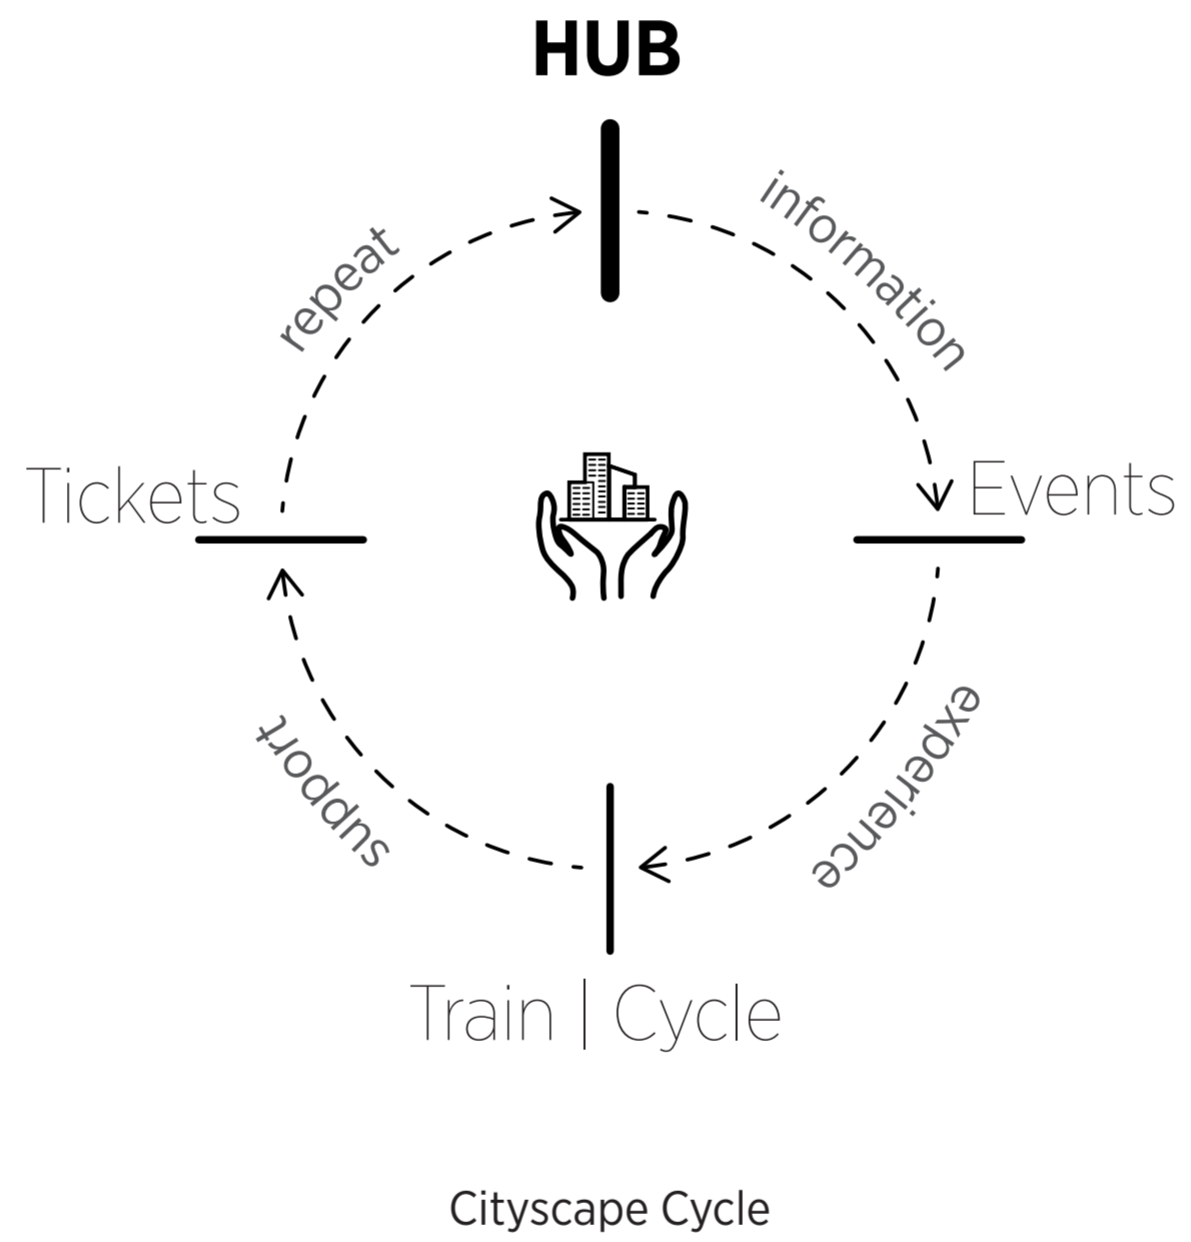 HUB
information
repeat
Tickets
Events
experience
support
Train | Cycle
Cityscape Cycle